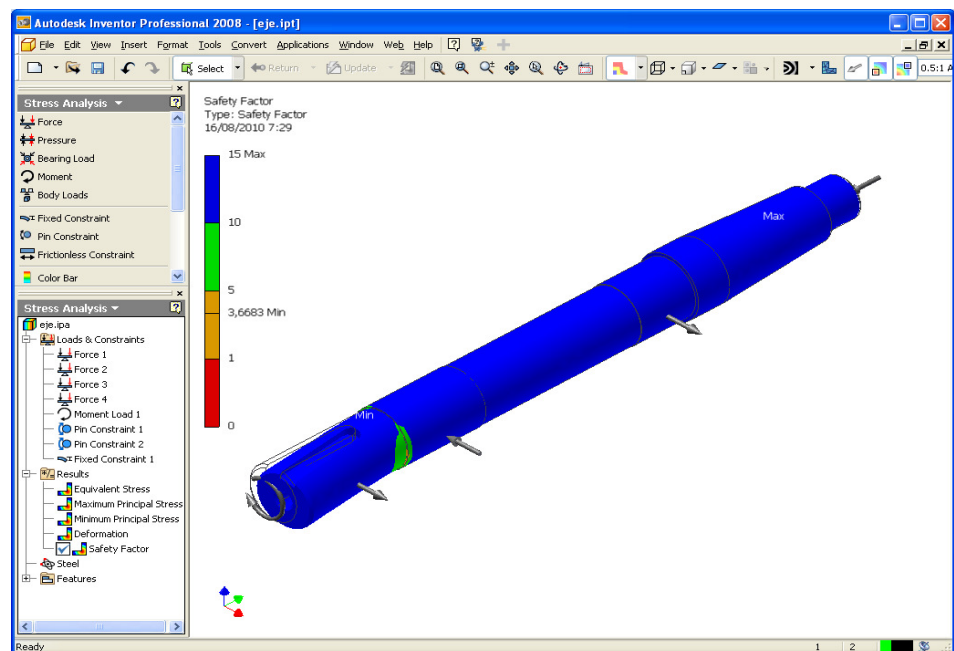 Autodesk Inventor Professional 2008 - [eje.ipt]
File Edit View Insert Format Tools Convert Applications Window Web Help
Select Return Update 0.5:1
Stress Analysis
Force
Pressure
Bearing Load
Moment
Body Loads
Fixed Constraint
Pin Constraint
Frictionless Constraint
Color Bar
Stress Analysis
eje.ipa
Loads & Constraints
Force 1
Force 2
Force 3
Force 4
Moment Load 1
Pin Constraint 1
Pin Constraint 2
Fixed Constraint 1
Results
Equivalent Stress
Maximum Principal Stress
Minimum Principal Stress
Deformation
Safety Factor
Steel
Features
Safety Factor
Type: Safety Factor
16/08/2010 7:29
15 Max
10
5
3,6683 Min
1
0
Max
Min
Ready 1 2